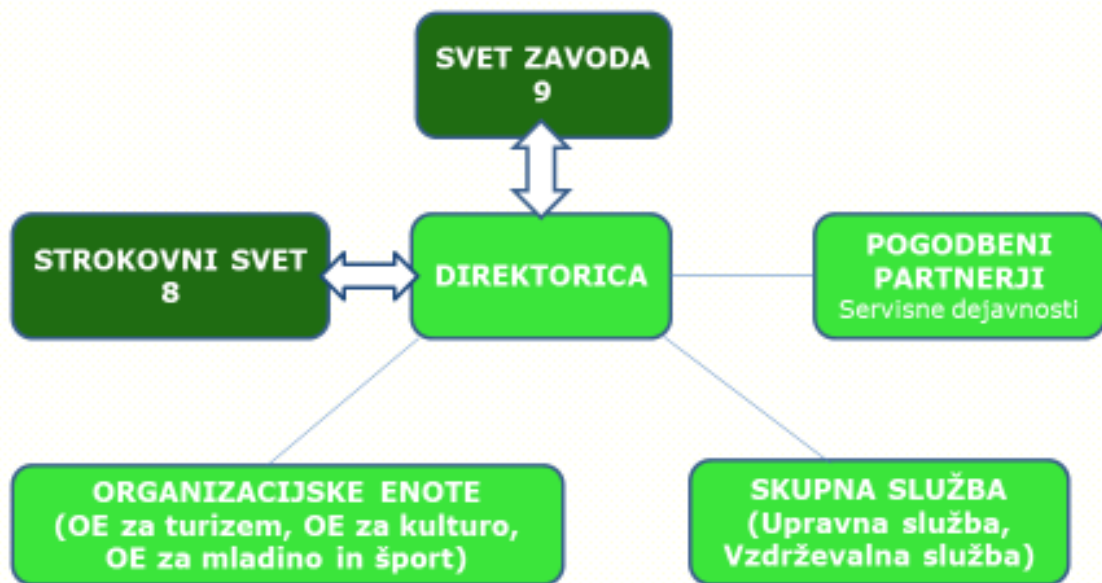 SVET ZAVODA
9
STROKOVNI SVET
8
DIREKTORICA
POGODBENI
PARTNERJI
Servisne dejavnosti
ORGANIZACIJSKE ENOTE
(OE za turizem, OE za kulturo,
OE za mladino in šport)
SKUPNA SLUŽBA
(Upravna služba,
Vzdrževalna služba)